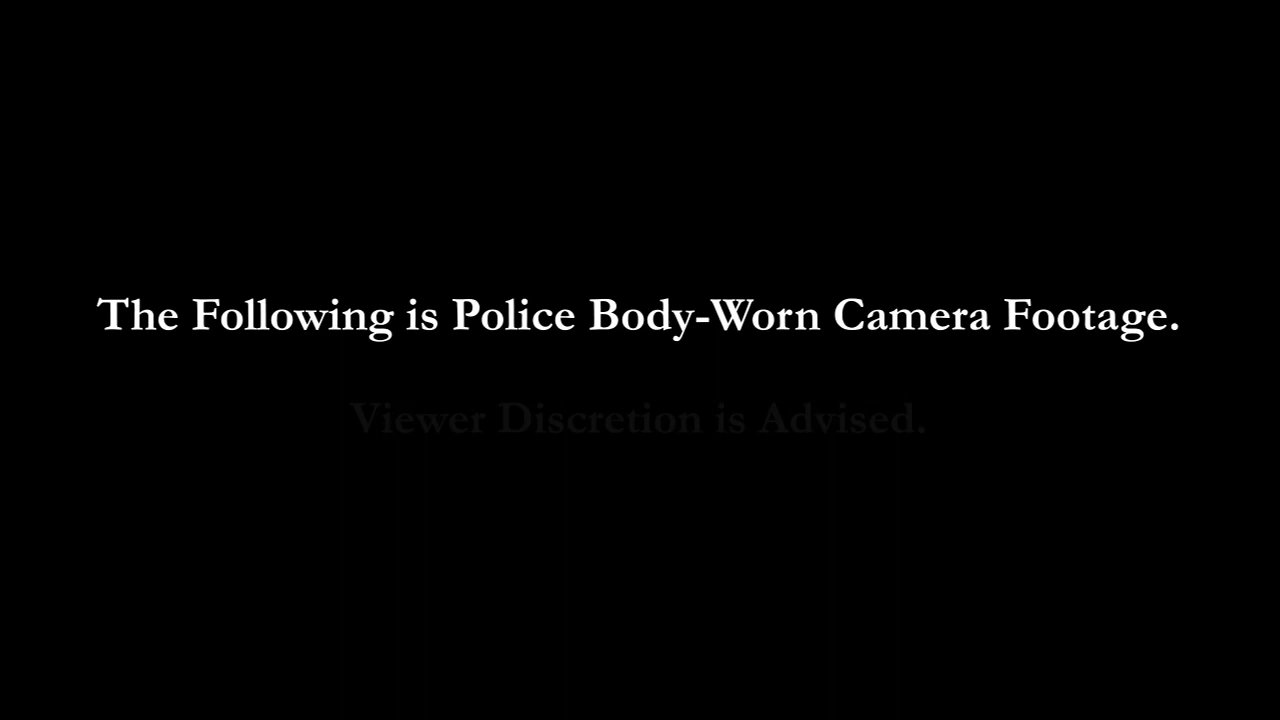 The Following is Police Body-Worn Camera Footage.
Viewer Discretion is Advised.